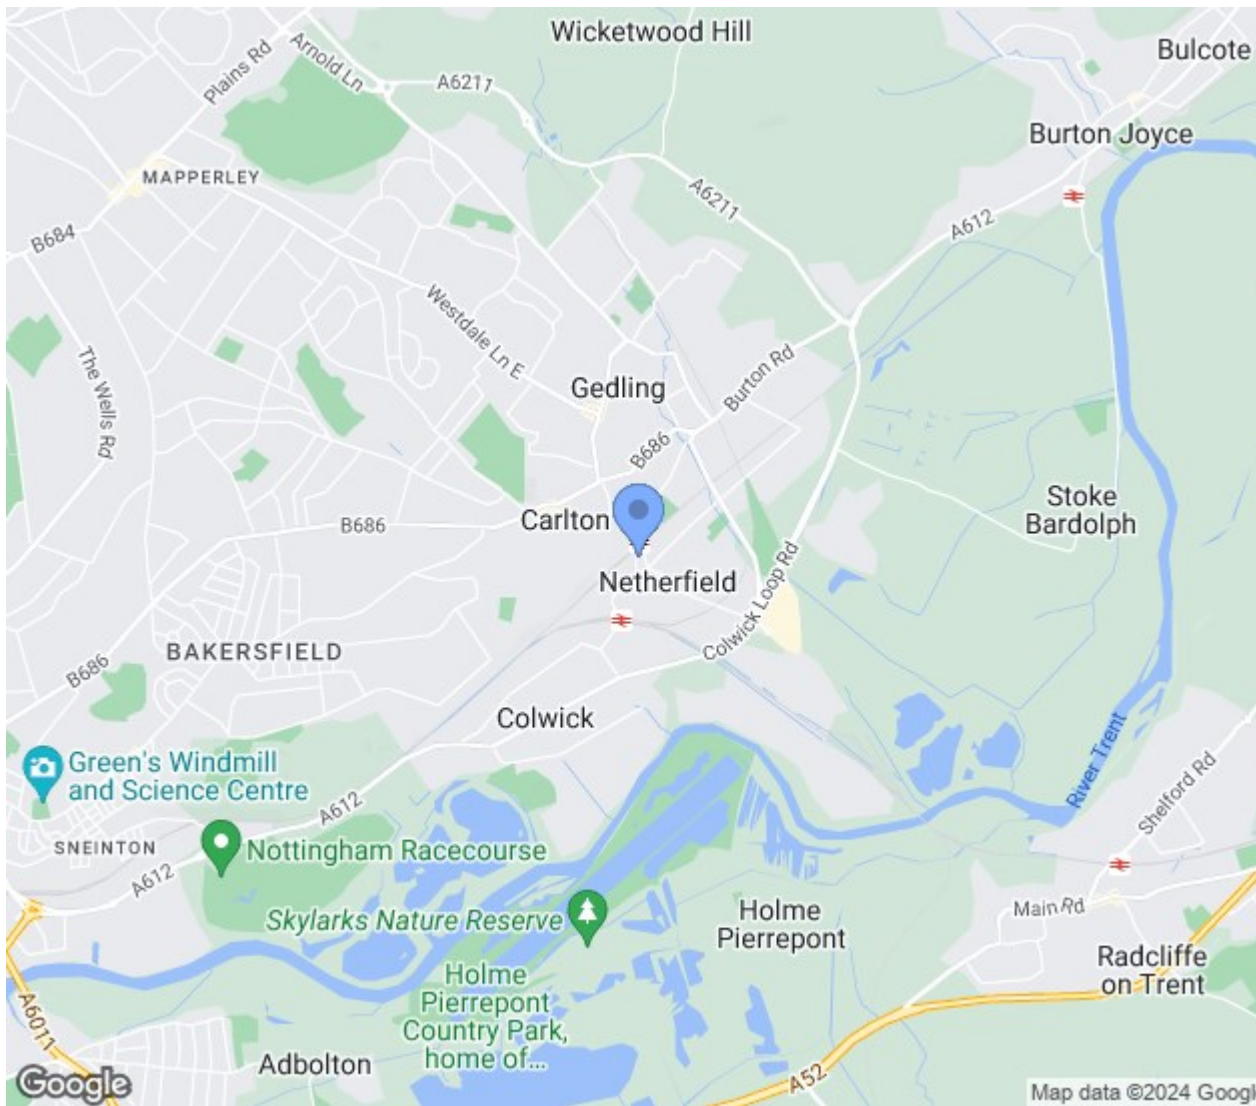 Wicketwood Hill
Bulcote
Plains Rd
Arnold Ln
A6211
Burton Joyce
MAPPERLEY
A6211
A612
B684
Westdale Ln E
The Wells Rd
Gedling
Burton Rd
B686
Stoke
Bardolph
Carlton
B686
Netherfield
Colwick Loop Rd
BAKERSFIELD
B686
Colwick
River Trent
Green's Windmill
and Science Centre
Shelford Rd
A612
SNEINTON
Nottingham Racecourse
A612
Skylarks Nature Reserve
Holme
Pierrepont
Main Rd
Radcliffe
on Trent
Holme
Pierrepont
Country Park,
home of...
A6011
Adbolton
A52
Google
Map data ©2024 Googl